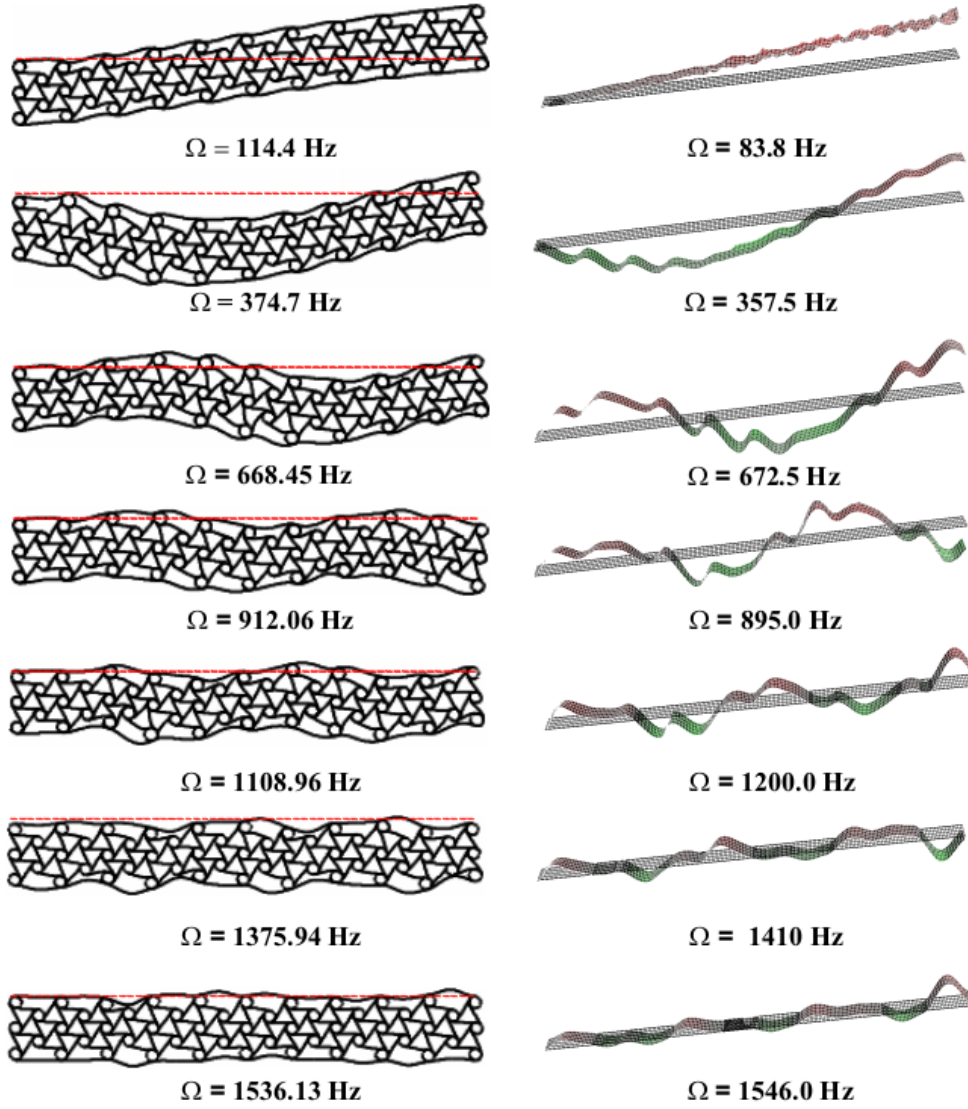 Ω = 114.4 Hz
Ω = 83.8 Hz
Ω = 374.7 Hz
Ω = 357.5 Hz
Ω = 668.45 Hz
Ω = 672.5 Hz
Ω = 912.06 Hz
Ω = 895.0 Hz
Ω = 1108.96 Hz
Ω = 1200.0 Hz
Ω = 1375.94 Hz
Ω = 1410 Hz
Ω = 1536.13 Hz
Ω = 1546.0 Hz